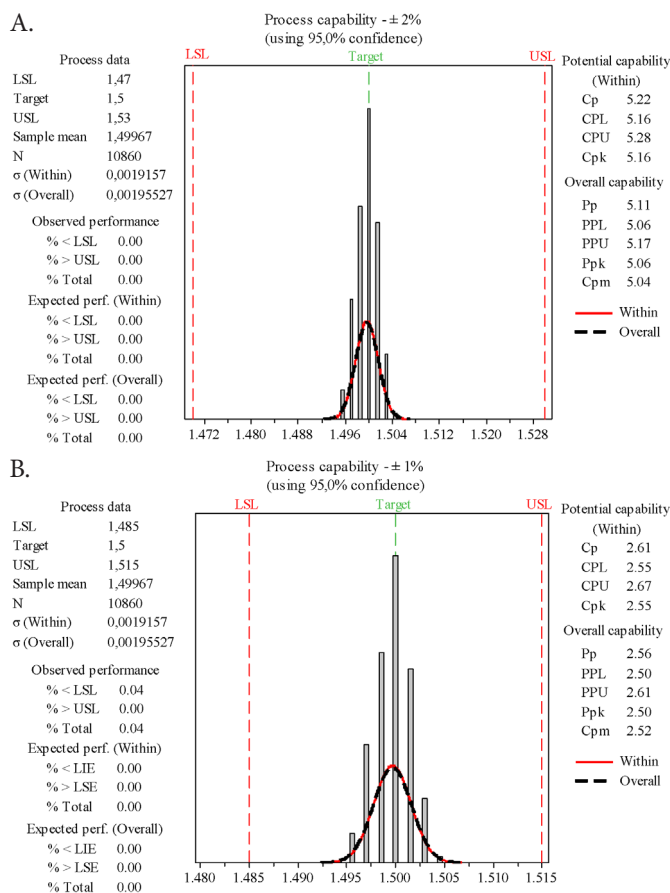 A.
Process capability - ± 2%
(using 95,0% confidence)
LSL
Target
USL
Process data
LSL 1,47
Target 1,5
USL 1,53
Sample mean 1,49967
N 10860
σ (Within) 0,0019157
σ (Overall) 0,00195527
Observed performance
% < LSL 0.00
% > USL 0.00
% Total 0.00
Expected perf. (Within)
% < LSL 0.00
% > USL 0.00
% Total 0.00
Expected perf. (Overall)
% < LSL 0.00
% > USL 0.00
% Total 0.00
Potential capability
(Within)
Cp 5.22
CPL 5.16
CPU 5.28
Cpk 5.16
Overall capability
Pp 5.11
PPL 5.06
PPU 5.17
Ppk 5.06
Cpm 5.04
Within
Overall
1.472 1.480 1.488 1.496 1.504 1.512 1.520 1.528
B.
Process capability - ± 1%
(using 95,0% confidence)
LSL
Target
USL
Process data
LSL 1,485
Target 1,5
USL 1,515
Sample mean 1,49967
N 10860
σ (Within) 0,0019157
σ (Overall) 0,00195527
Observed performance
% < LSL 0.04
% > USL 0.00
% Total 0.04
Expected perf. (Within)
% < LIE 0.00
% > LSE 0.00
% Total 0.00
Expected perf. (Overall)
% < LIE 0.00
% > LSE 0.00
% Total 0.00
Potential capability
(Within)
Cp 2.61
CPL 2.55
CPU 2.67
Cpk 2.55
Overall capability
Pp 2.56
PPL 2.50
PPU 2.61
Ppk 2.50
Cpm 2.52
Within
Overall
1.480 1.485 1.490 1.495 1.500 1.505 1.510 1.515